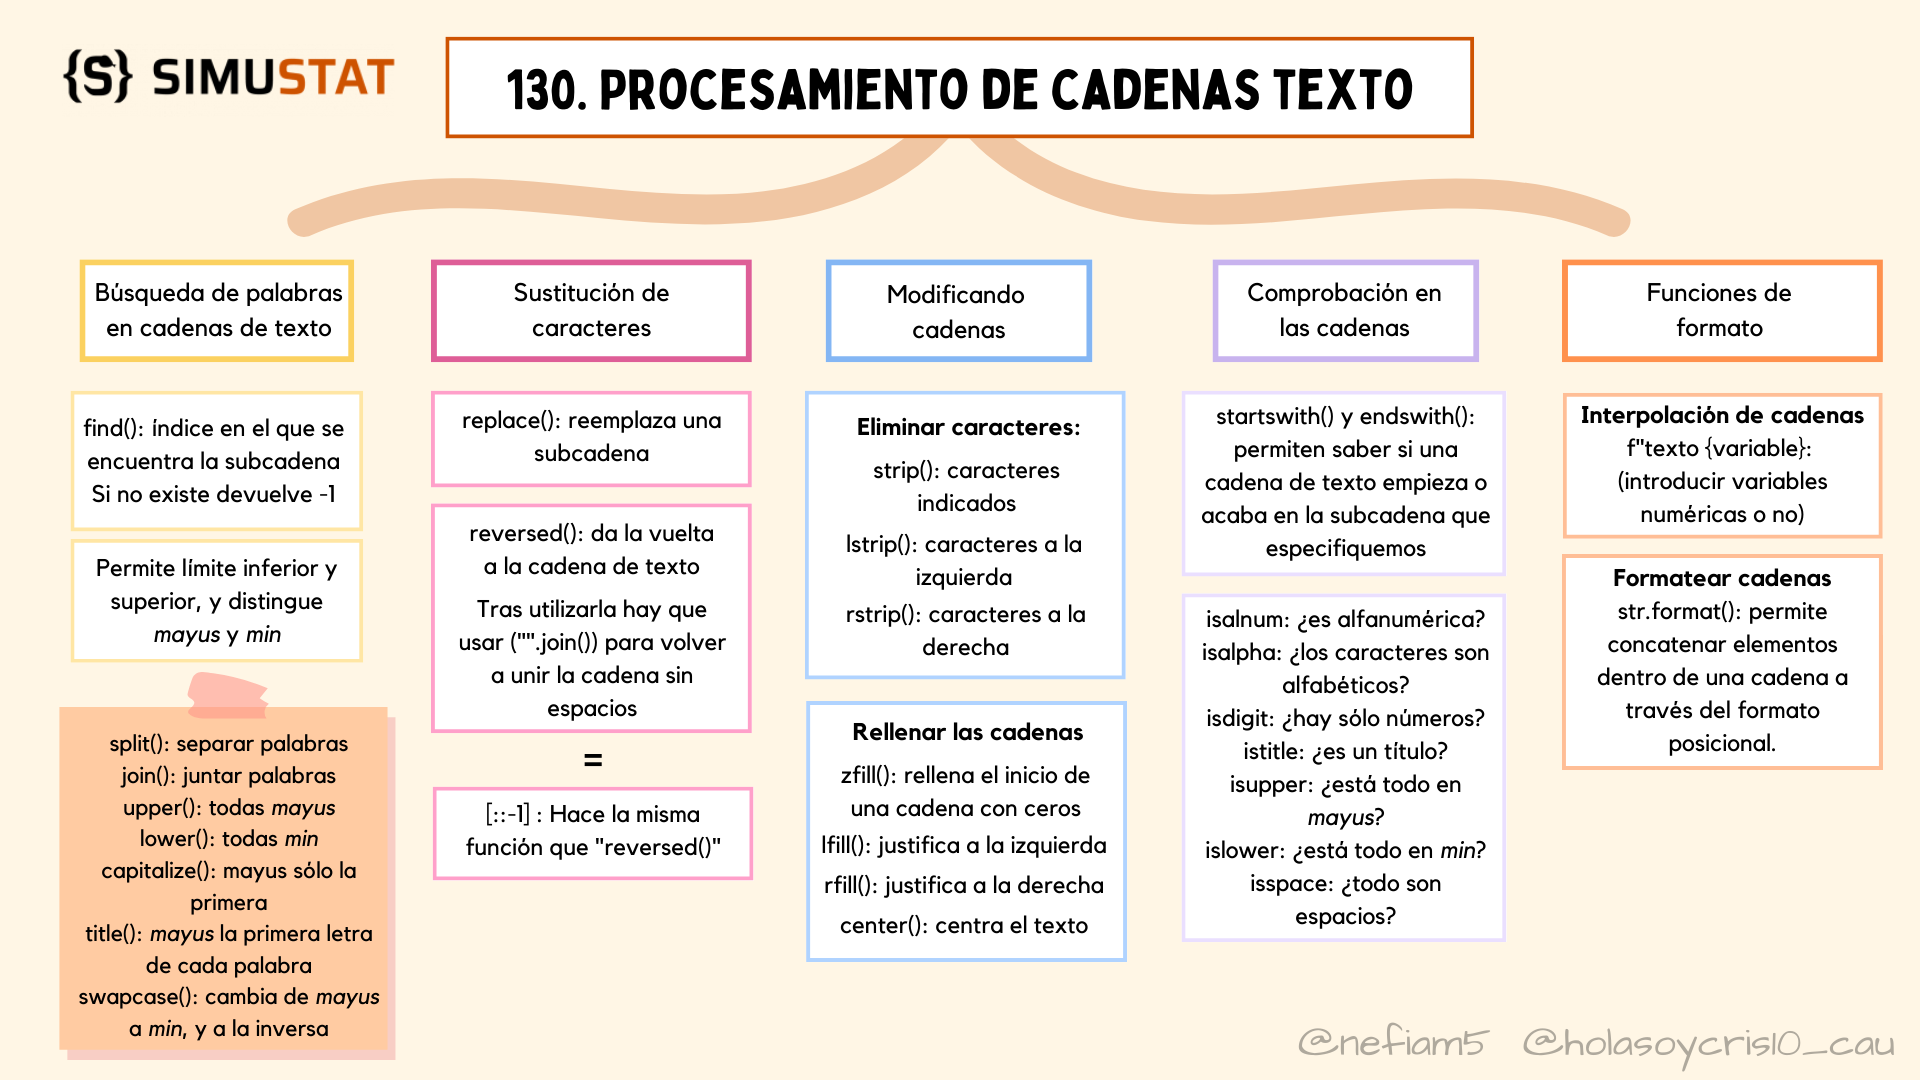 {S} SIMUSTAT
130. PROCESAMIENTO DE CADENAS TEXTO
Búsqueda de palabras
en cadenas de texto
find(): índice en el que se
encuentra la subcadena
Si no existe devuelve -1
Permite límite inferior y
superior, y distingue
mayus y min
split(): separar palabras
join(): juntar palabras
upper(): todas mayus
lower(): todas min
capitalize(): mayus sólo la
primera
title(): mayus la primera letra
de cada palabra
swapcase(): cambia de mayus
a min, y a la inversa
Sustitución de
caracteres
replace(): reemplaza una
subcadena
reversed(): da la vuelta
a la cadena de texto
Tras utilizarla hay que
usar ("".join()) para volver
a unir la cadena sin
espacios
=
[::-1] : Hace la misma
función que "reversed()"
Modificando
cadenas
Eliminar caracteres:
strip(): caracteres
indicados
lstrip(): caracteres a la
izquierda
rstrip(): caracteres a la
derecha
Rellenar las cadenas
zfill(): rellena el inicio de
una cadena con ceros
lfill(): justifica a la izquierda
rfill(): justifica a la derecha
center(): centra el texto
Comprobación en
las cadenas
startswith() y endswith():
permiten saber si una
cadena de texto empieza o
acaba en la subcadena que
especifiquemos
isalnum: ¿es alfanumérica?
isalpha: ¿los caracteres son
alfabéticos?
isdigit: ¿hay sólo números?
istitle: ¿es un título?
isupper: ¿está todo en
mayus?
islower: ¿está todo en min?
isspace: ¿todo son
espacios?
Funciones de
formato
Interpolación de cadenas
f"texto {variable}:
(introducir variables
numéricas o no)
Formatear cadenas
str.format(): permite
concatenar elementos
dentro de una cadena a
través del formato
posicional.
@nefiam5 @holasoycris10_cau